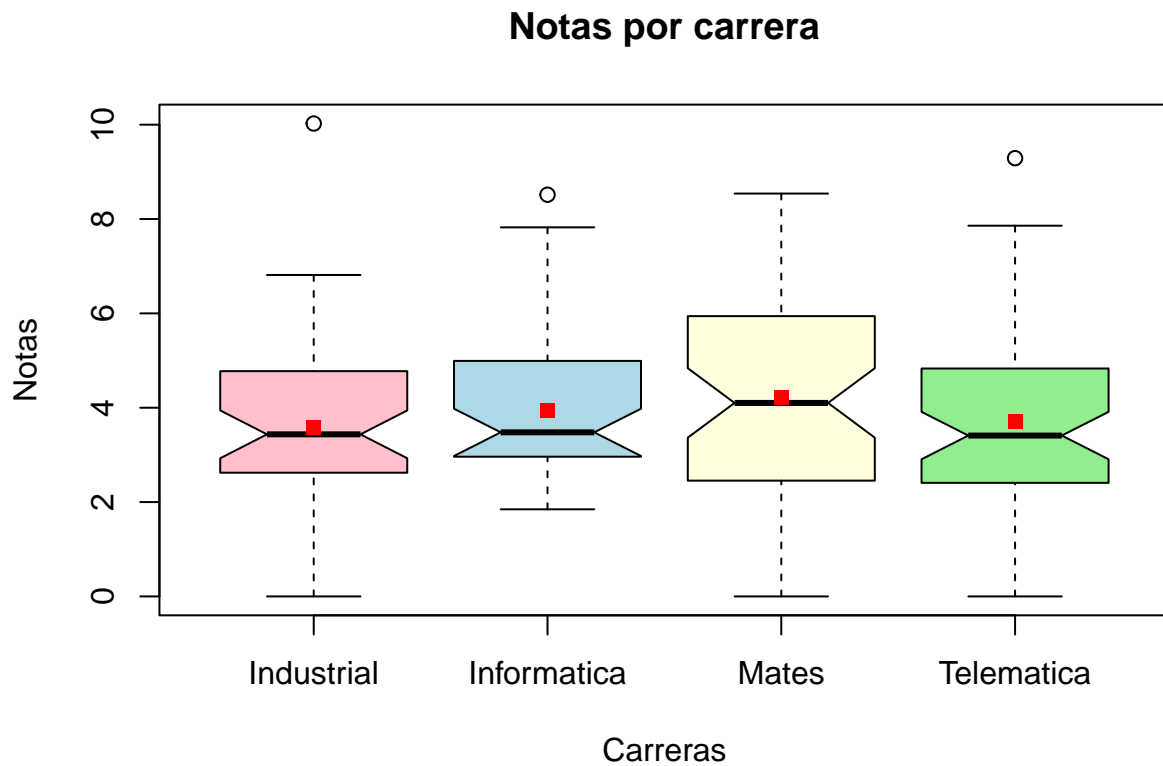 Notas por carrera
Notas
10
8
6
4
2
0
Industrial
Informatica
Mates
Telematica
Carreras